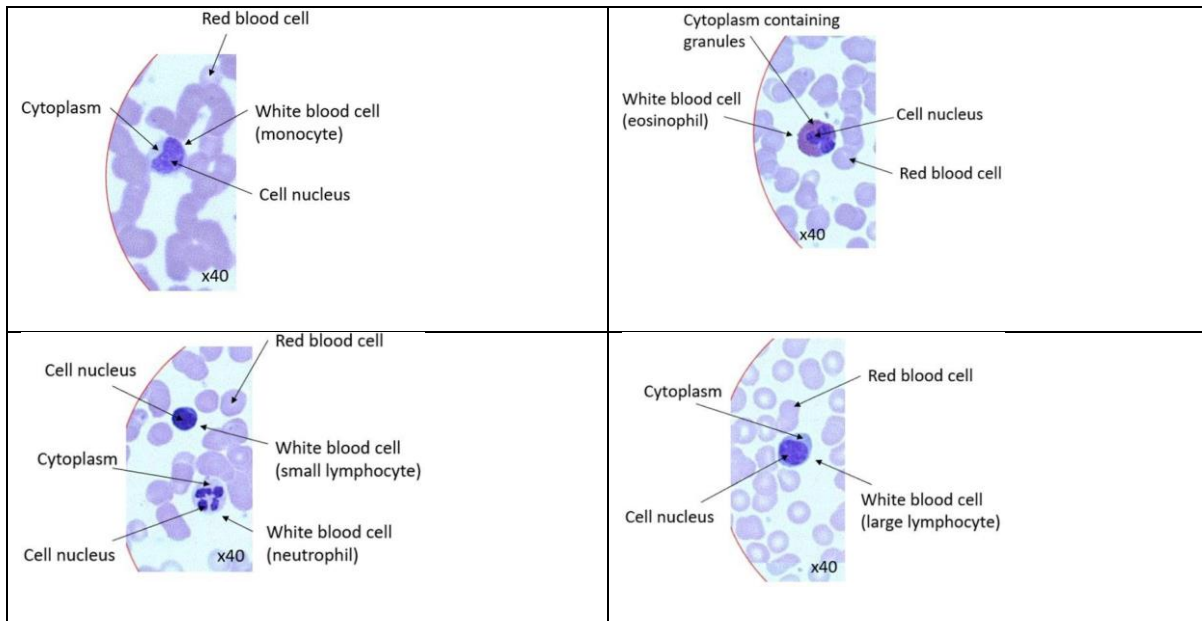 Red blood cell
Cytoplasm
White blood cell
(monocyte)
Cell nucleus
x40
Cytoplasm containing
granules
White blood cell
(eosinophil)
Cell nucleus
Red blood cell
x40
Red blood cell
Cell nucleus
White blood cell
(small lymphocyte)
Cytoplasm
Cell nucleus
White blood cell
(neutrophil)
x40
Red blood cell
Cytoplasm
Cell nucleus
White blood cell
(large lymphocyte)
x40